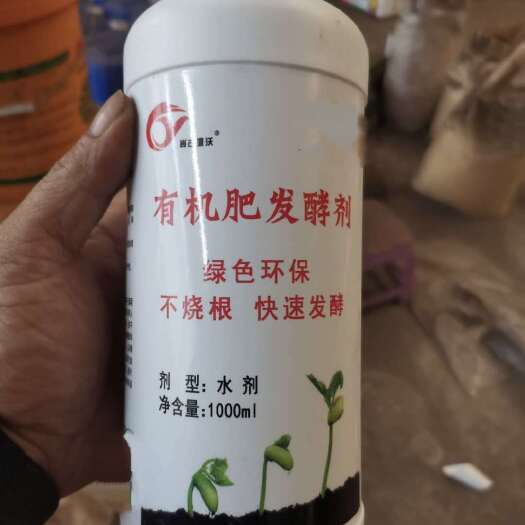 有机肥发酵剂
绿色环保
不烧根 快速发酵
剂 型：水 剂
净含量：1000ml